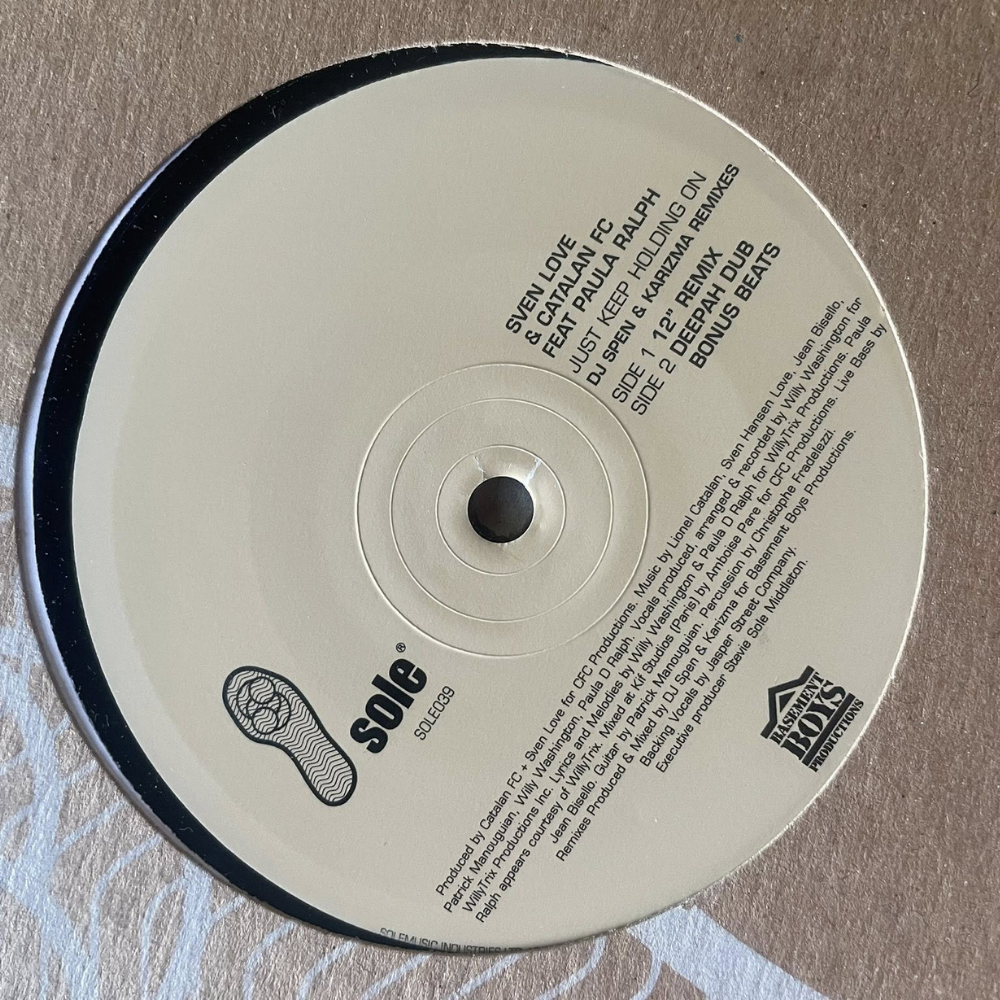 sole®
SOLE039
SVEN LOVE
& CATALAN FC
FEAT PAULA RALPH
JUST KEEP HOLDING ON
DJ SPEN & KARIZMA REMIXES
SIDE 1 12" REMIX
SIDE 2 DEEPAH DUB
BONUS BEATS
Produced by Catalan FC + Sven Love for CFC Productions. Music by Lionel Catalan, Sven Hansen Love, Jean Bisello,
Patrick Manouguian, Willy Washington, Paula D Ralph. Vocals produced, arranged & recorded by Willy Washington for
WillyTrix Productions Inc. Lyrics and Melodies by Willy Washington & Paula D Ralph for WillyTrix Productions. Paula
Ralph appears courtesy of WillyTrix. Mixed at Kif Studios (Paris) by Amboise Pare for CFC Productions. Live Bass by
Jean Bisello. Guitar by Patrick Manouguian. Percussion by Christophe Fradelezzi.
Remixes Produced & Mixed by DJ Spen & Karizma for Basement Boys Productions.
Backing Vocals by Jasper Street Company.
Executive producer Stevie Sole Middleton.
BASEMENT
BOYS
PRODUCTIONS
SOLEMUSIC INDUSTRIES